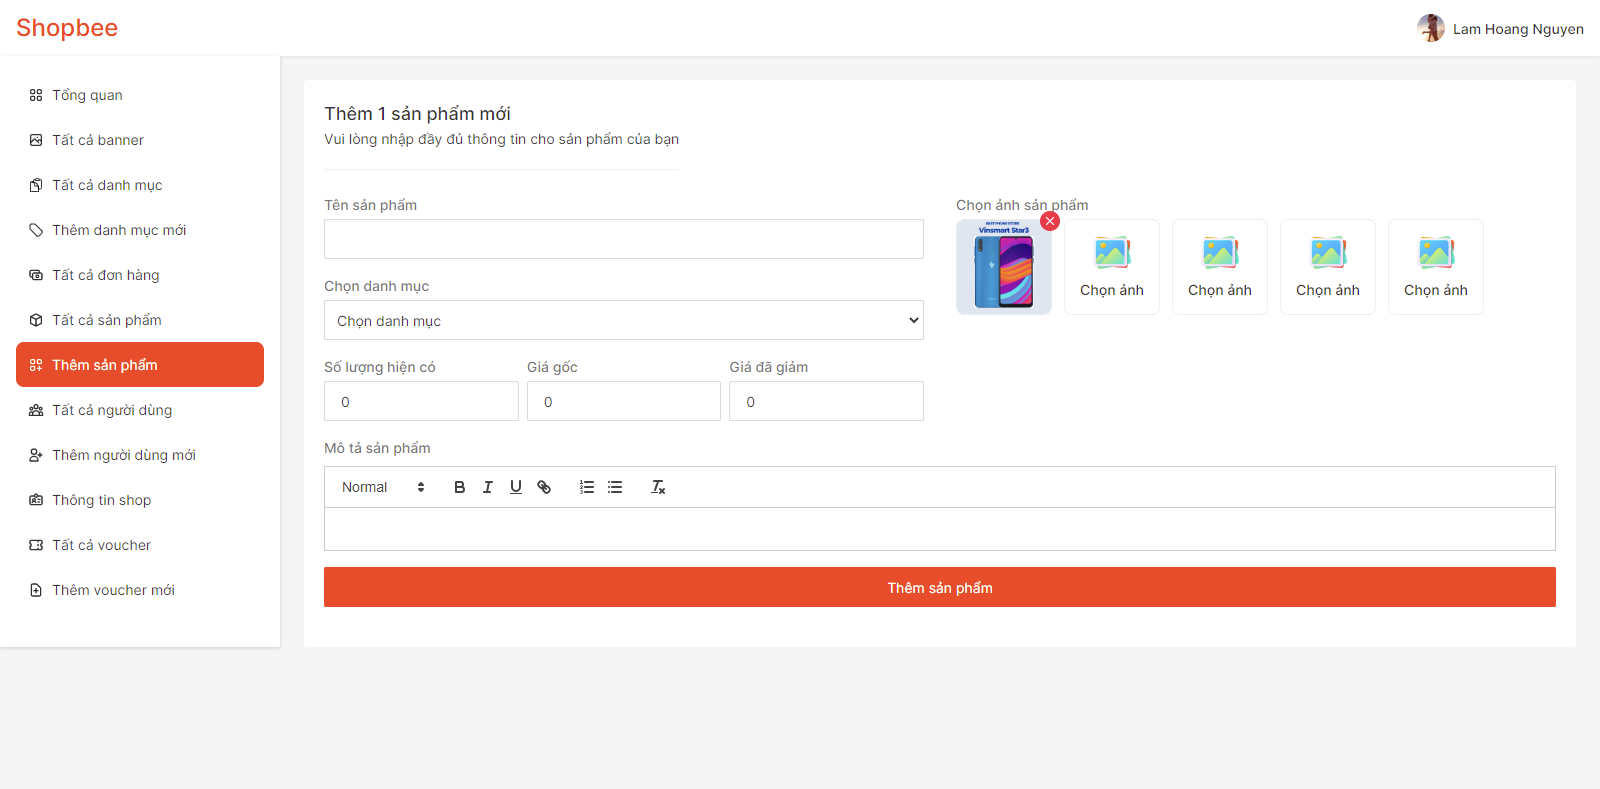 Shopbee
Lam Hoang Nguyen
Tổng quan
Tất cả banner
Tất cả danh mục
Thêm danh mục mới
Tất cả đơn hàng
Tất cả sản phẩm
Thêm sản phẩm
Tất cả người dùng
Thêm người dùng mới
Thông tin shop
Tất cả voucher
Thêm voucher mới
Thêm 1 sản phẩm mới
Vui lòng nhập đầy đủ thông tin cho sản phẩm của bạn
Tên sản phẩm
Chọn danh mục
Chọn danh mục
Số lượng hiện có Giá gốc Giá đã giảm
0 0 0
Chọn ảnh sản phẩm
BEST PHONE STORE
Vinsmart Star3
Chọn ảnh Chọn ảnh Chọn ảnh Chọn ảnh
Mô tả sản phẩm
Normal
Thêm sản phẩm